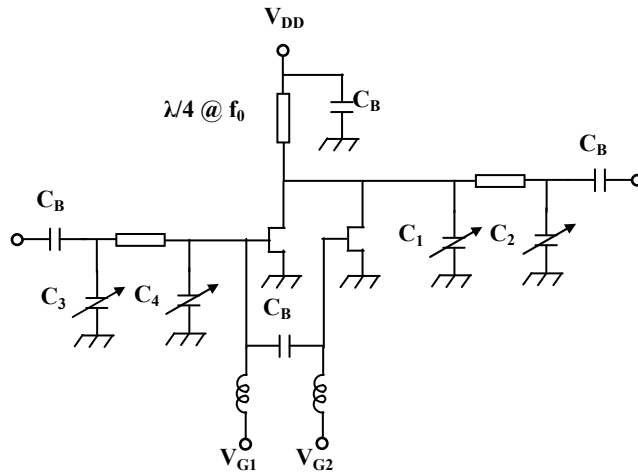 V_DD
λ/4 @ f_0
C_B
C_B
C_B
C_1
C_2
C_3
C_4
C_B
V_G1
V_G2